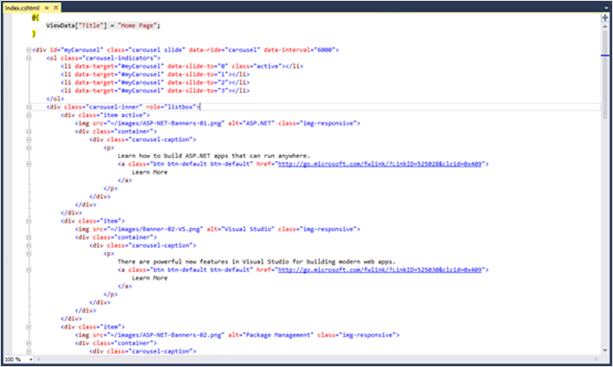 Index.cshtml
@{
ViewData["Title"] = "Home Page";
}
<div id="myCarousel" class="carousel slide" data-ride="carousel" data-interval="6000">
<ol class="carousel-indicators">
<li data-target="#myCarousel" data-slide-to="0" class="active"></li>
<li data-target="#myCarousel" data-slide-to="1"></li>
<li data-target="#myCarousel" data-slide-to="2"></li>
<li data-target="#myCarousel" data-slide-to="3"></li>
</ol>
<div class="carousel-inner" role="listbox">
<div class="item active">
<img src="~/images/ASP-NET-Banners-01.png" alt="ASP.NET" class="img-responsive">
<div class="container">
<div class="carousel-caption">
<p>
Learn how to build ASP.NET apps that can run anywhere.
<a class="btn btn-default btn-default" href="http://go.microsoft.com/fwlink/?LinkID=525028&clcid=0x409">
Learn More
</a>
</p>
</div>
</div>
</div>
<div class="item">
<img src="~/images/Banner-02-VS.png" alt="Visual Studio" class="img-responsive">
<div class="container">
<div class="carousel-caption">
<p>
There are powerful new features in Visual Studio for building modern web apps.
<a class="btn btn-default btn-default" href="http://go.microsoft.com/fwlink/?LinkID=525030&clcid=0x409">
Learn More
</a>
</p>
</div>
</div>
</div>
<div class="item">
<img src="~/images/ASP-NET-Banners-02.png" alt="Package Management" class="img-responsive">
<div class="container">
<div class="carousel-caption">
100 %